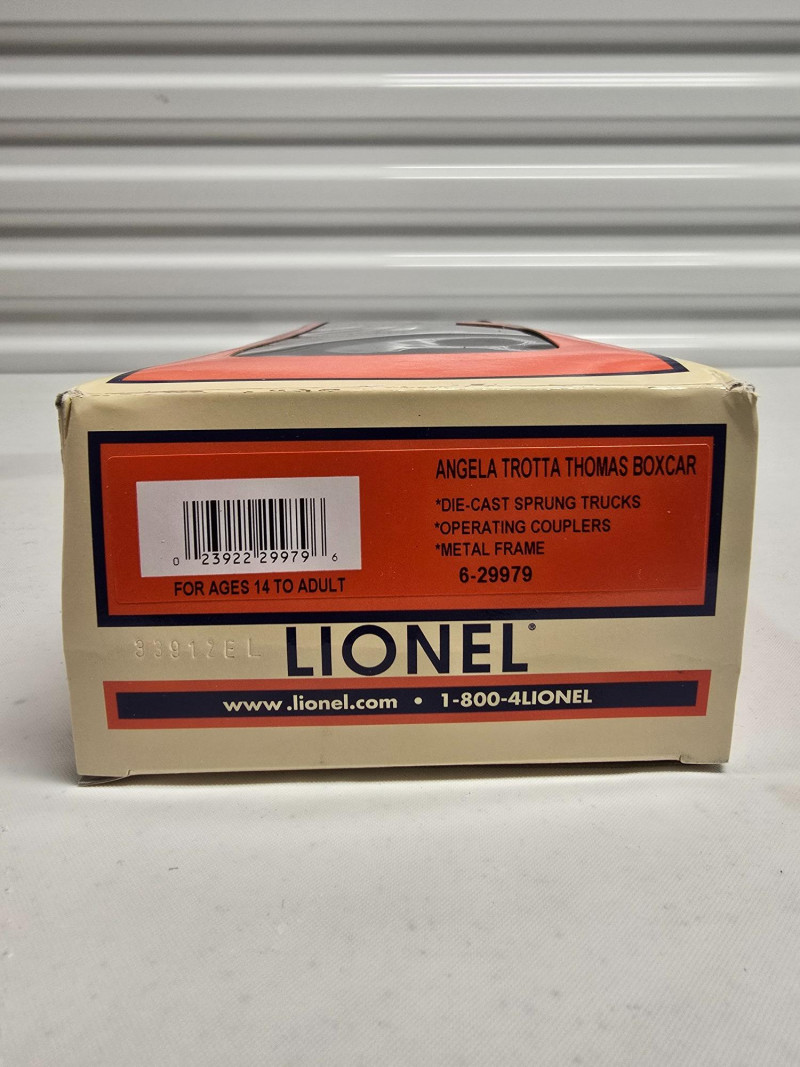 ANGELA TROTTA THOMAS BOXCAR
*DIE-CAST SPRUNG TRUCKS
*OPERATING COUPLERS
*METAL FRAME
6-29979
0 23922 29979 6
FOR AGES 14 TO ADULT
LIONEL®
www.lionel.com • 1-800-4LIONEL